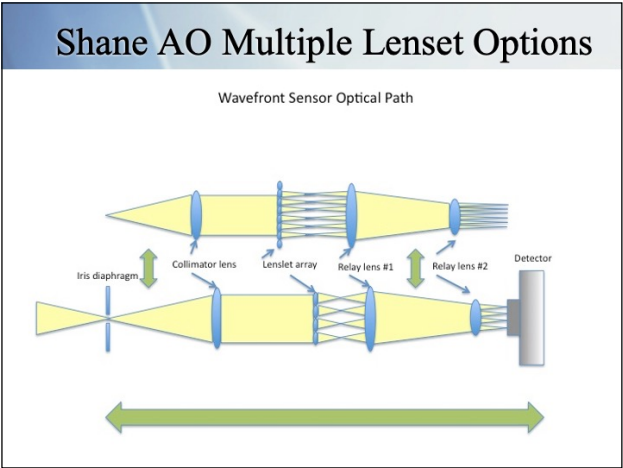 Shane AO Multiple Lenset Options
Wavefront Sensor Optical Path
Collimator lens
Lenslet array
Relay lens #1
Relay lens #2
Detector
Iris diaphragm